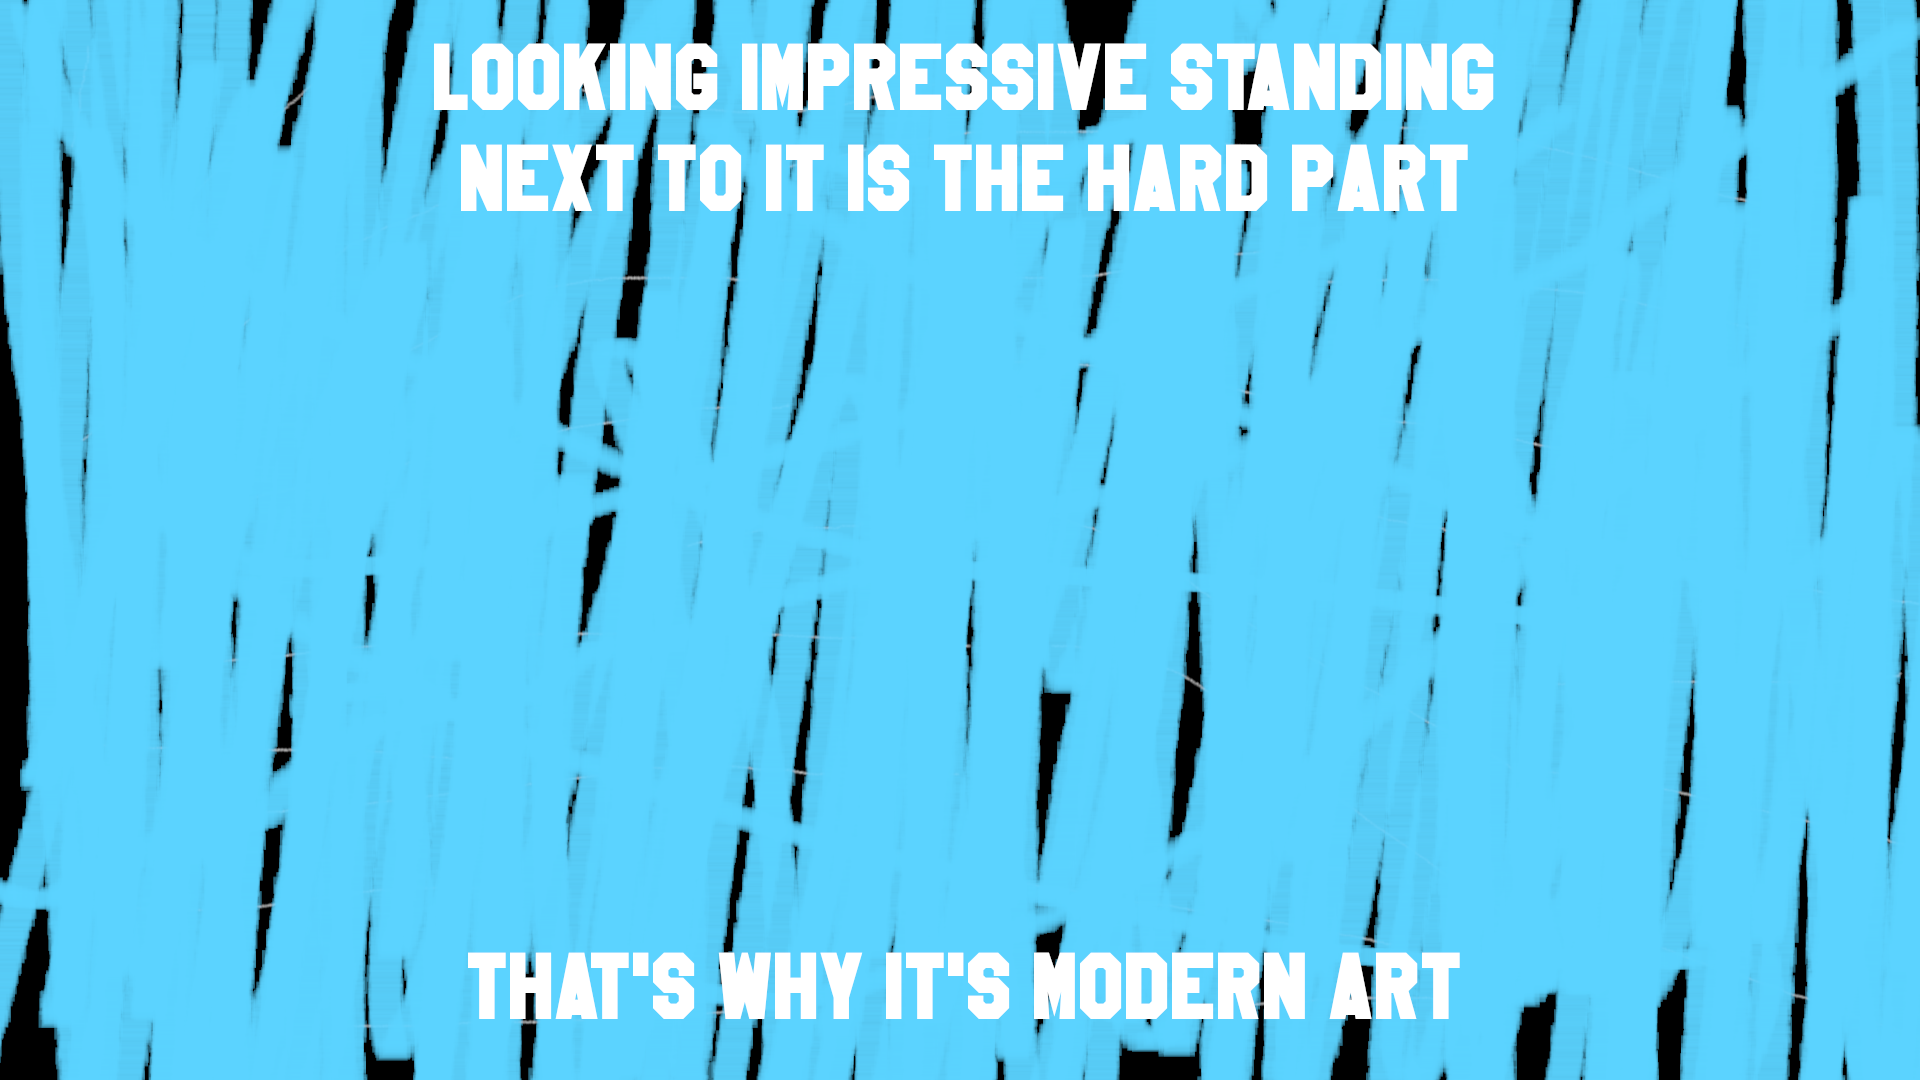 LOOKING IMPRESSIVE STANDING
NEXT TO IT IS THE HARD PART
THAT'S WHY IT'S MODERN ART